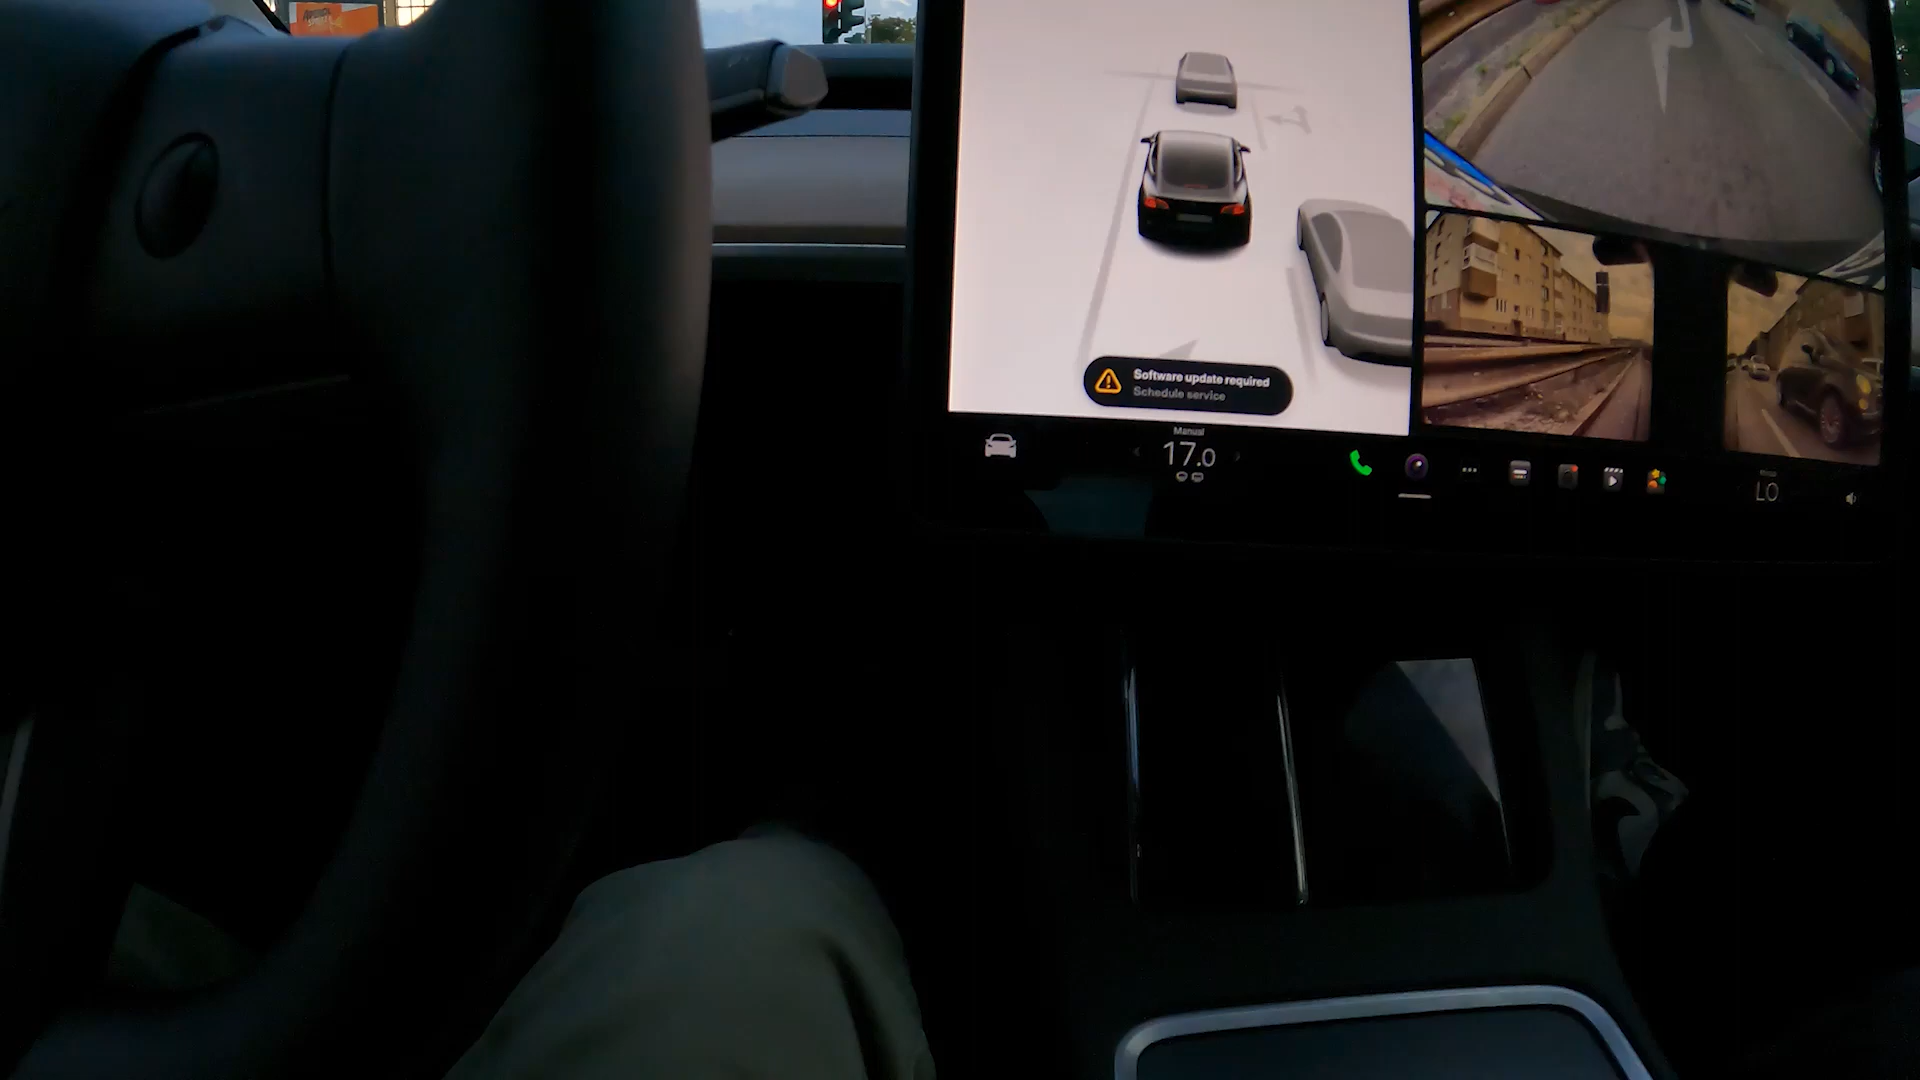 Software update required
Schedule service
Manual
17.0
LO